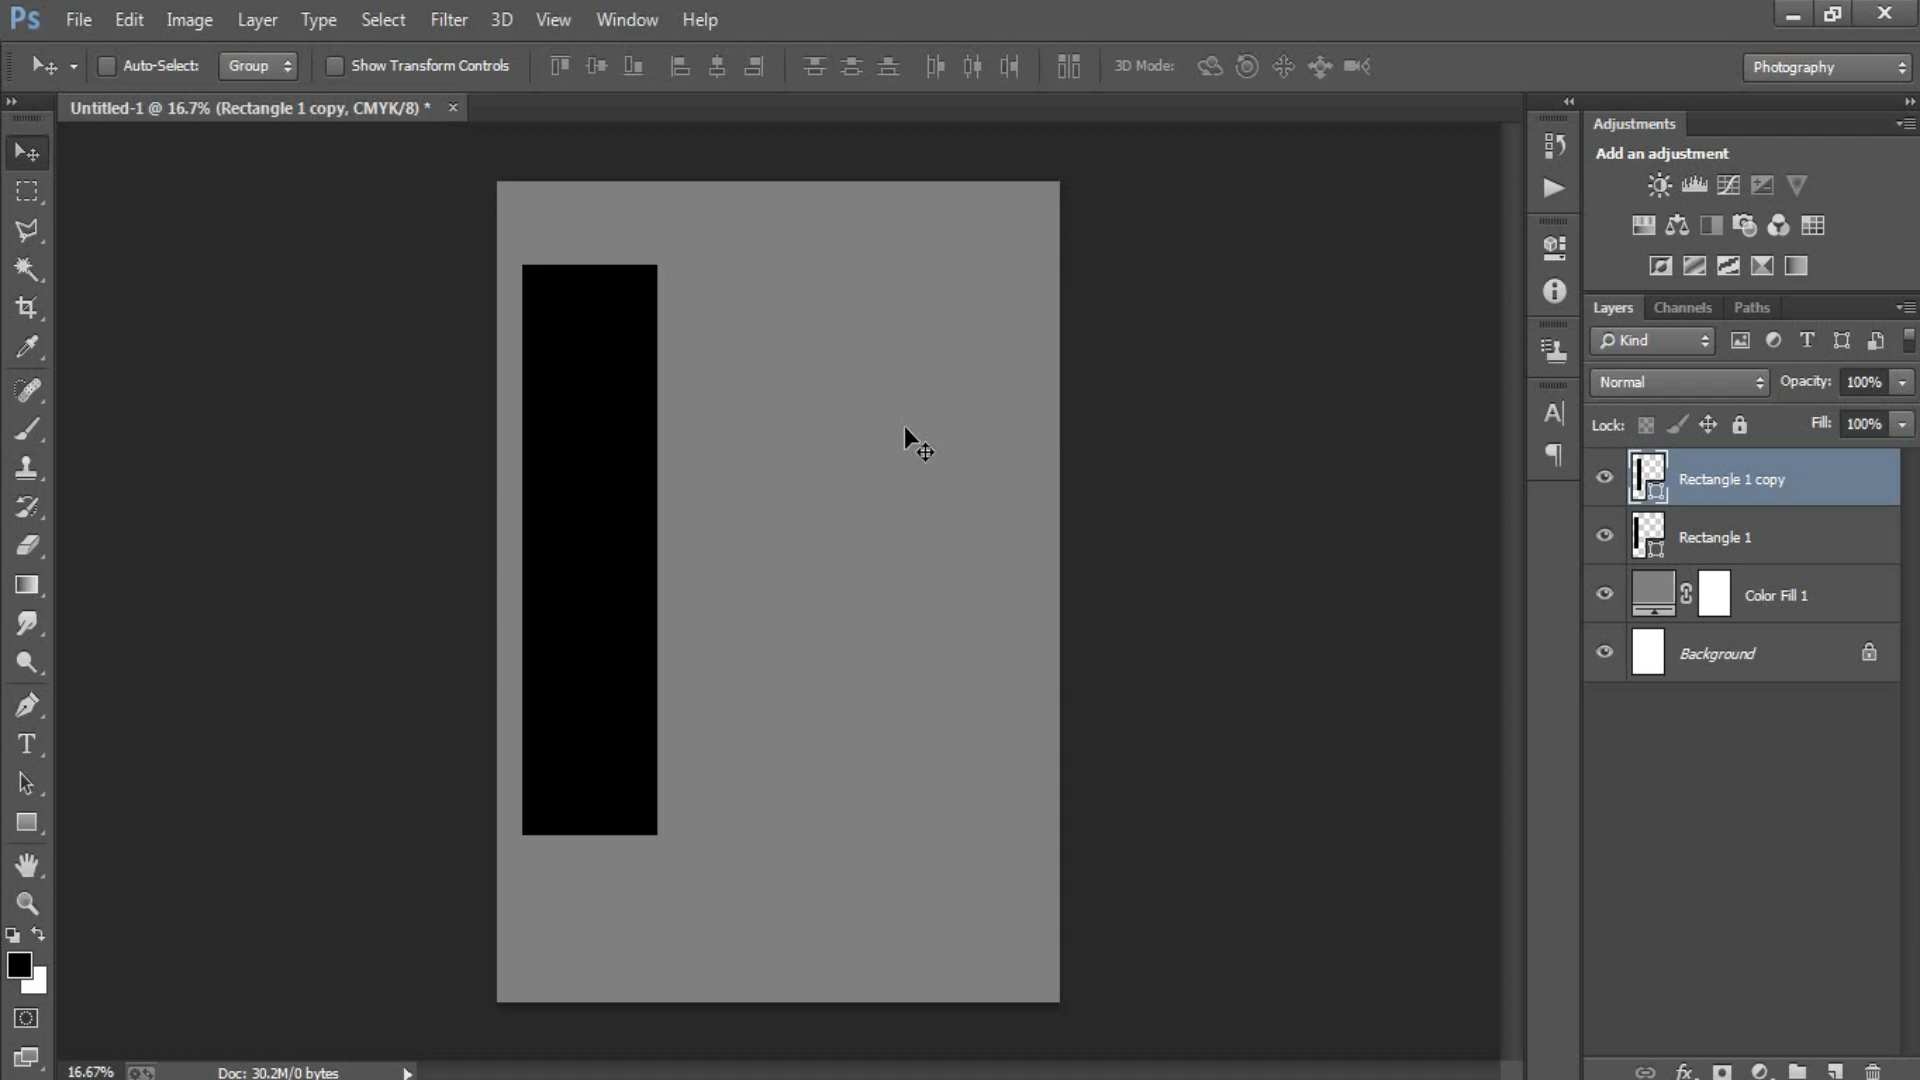 Ps File Edit Image Layer Type Select Filter 3D View Window Help
Auto-Select: Group Show Transform Controls 3D Mode: Photography
Untitled-1 @ 16.7% (Rectangle 1 copy, CMYK/8) *
Adjustments
Add an adjustment
Layers Channels Paths
Kind
Normal Opacity: 100%
Lock: Fill: 100%
Rectangle 1 copy
Rectangle 1
Color Fill 1
Background
16.67% Doc: 30.2M/0 bytes